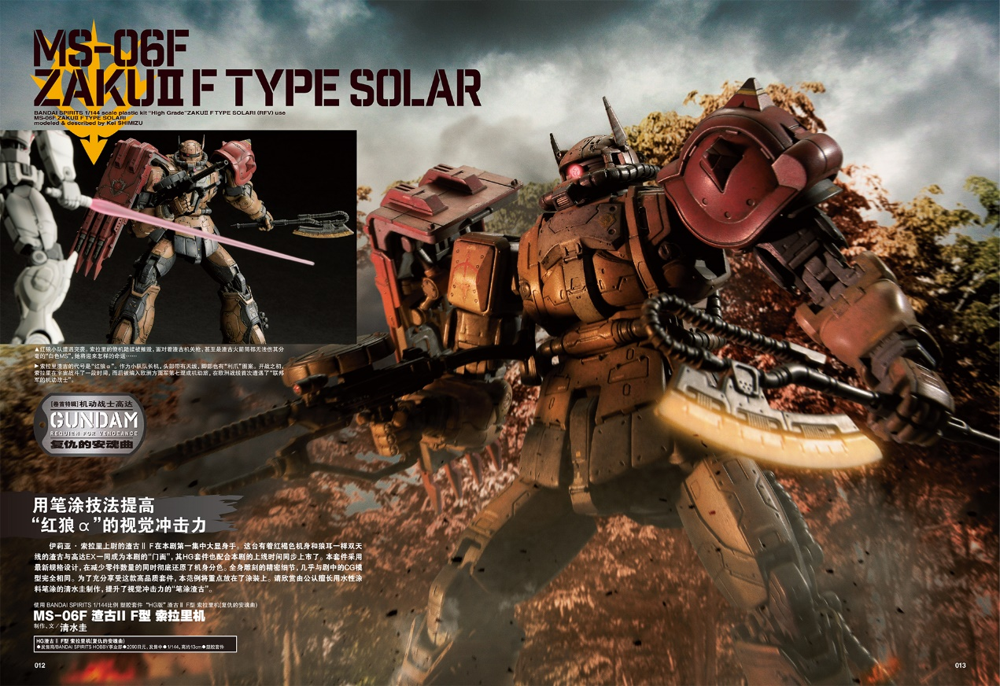 MS-06F
ZAKUⅡ F TYPE SOLAR
BANDAI SPIRITS 1/144 scale plastic kit "High Grade"ZAKUⅡ F TYPE SOLARI (RFV) use
MS-06F ZAKUⅡ F TYPE SOLARI
modeled & described by Kei SHIMIZU
▲红狼小队遭遇突袭，索拉里的僚机陆续被摧毁，面对着渣古机关枪，甚至是渣古火箭筒都无法伤其分
毫的“白色MS”，她将迎来怎样的命运……
▶索拉里渣古的代号是“红狼α”。作为小队队长机，头部带有天线，脚部也有“利爪”图案。开战之初，
索拉里在宇宙战斗了一段时间，而后被编入欧洲方面军第七混成机动旅，在欧洲战线首次遭遇了“联邦
军的机动战士”。
[卷首特辑]机动战士高达
GUNDAM
REQUIEM FOR VENGEANCE
复仇的安魂曲
用笔涂技法提高
“红狼α”的视觉冲击力
伊莉亚·索拉里上尉的渣古Ⅱ F在本剧第一集中大显身手。这台有着红褐色机身和狼耳一样双天
线的渣古与高达EX一同成为本剧的“门面”，其HG套件也配合本剧的上线时间同步上市了。本套件采用
最新规格设计，在减少零件数量的同时彻底还原了机身分色。全身雕刻的精密细节，几乎与剧中的CG模
型完全相同。为了充分享受这款高品质套件，本范例将重点放在了涂装上。请欣赏由公认擅长用水性涂
料笔涂的清水圭制作，提升了视觉冲击力的“笔涂渣古”。
使用 BANDAI SPIRITS 1/144比例 塑胶套件 “HG版” 渣古Ⅱ F型 索拉里机(复仇的安魂曲)
MS-06F 渣古II F型 索拉里机
制作、文／清水圭
HG渣古Ⅱ F型 索拉里机(复仇的安魂曲)
●发售商/BANDAI SPIRITS HOBBY事业部●2090日元，发售中●1/144，高约13cm●塑胶套件
012
013